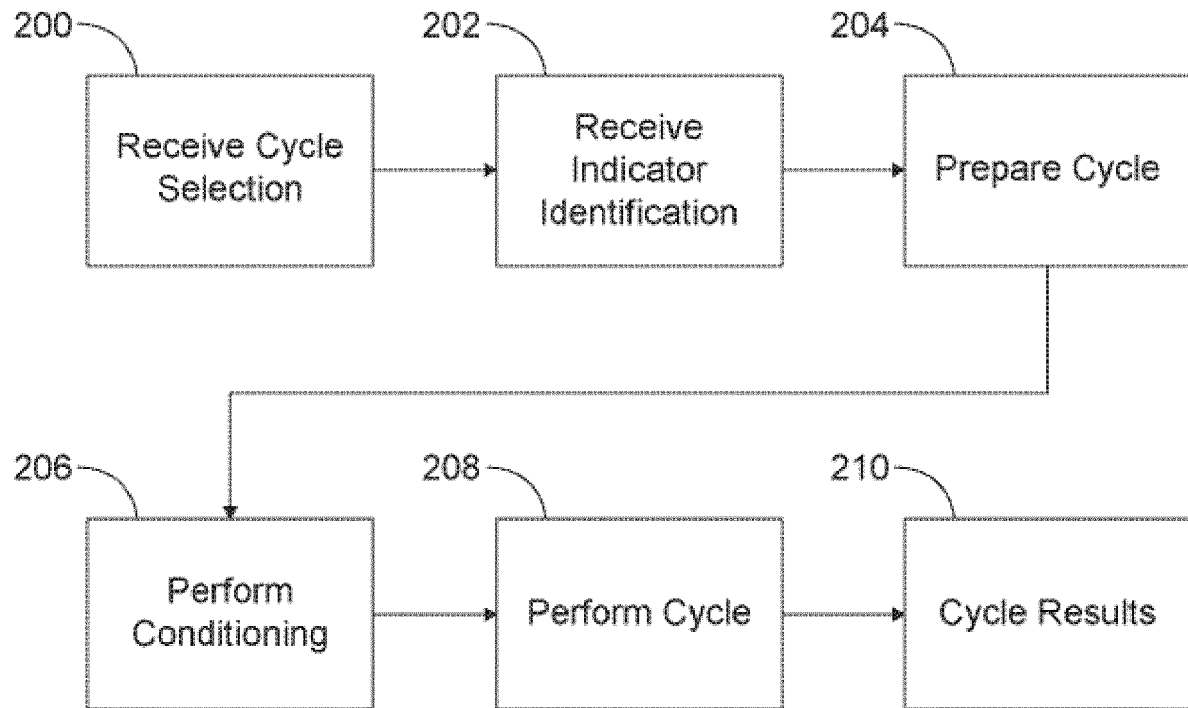 200
202
204
Receive Cycle
Selection
Receive
Indicator
Identification
Prepare Cycle
206
208
210
Perform
Conditioning
Perform Cycle
Cycle Results